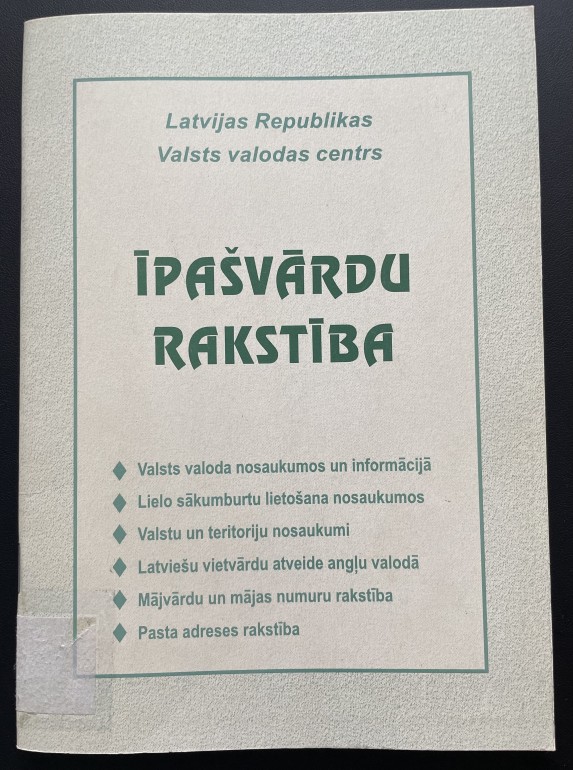 Latvijas Republikas
Valsts valodas centrs
ĪPAŠVĀRDU
RAKSTĪBA
Valsts valoda nosaukumos un informācijā
Lielo sākumburtu lietošana nosaukumos
Valstu un teritoriju nosaukumi
Latviešu vietvārdu atveide angļu valodā
Mājvārdu un mājas numuru rakstība
Pasta adreses rakstība